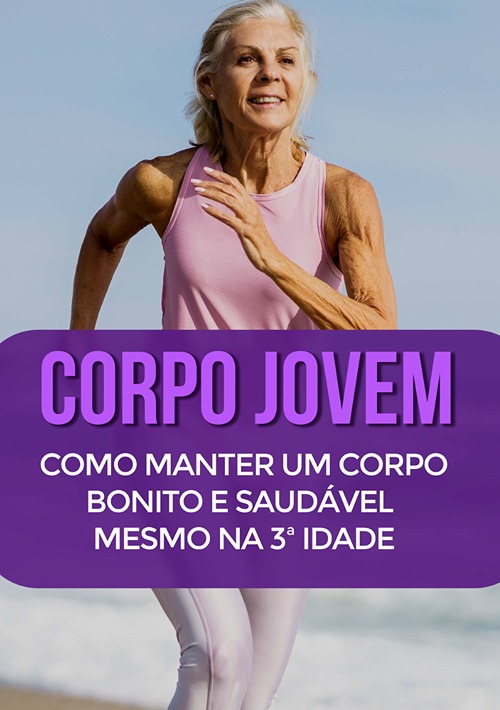 CORPO JOVEM
COMO MANTER UM CORPO
BONITO E SAUDÁVEL
MESMO NA 3ª IDADE